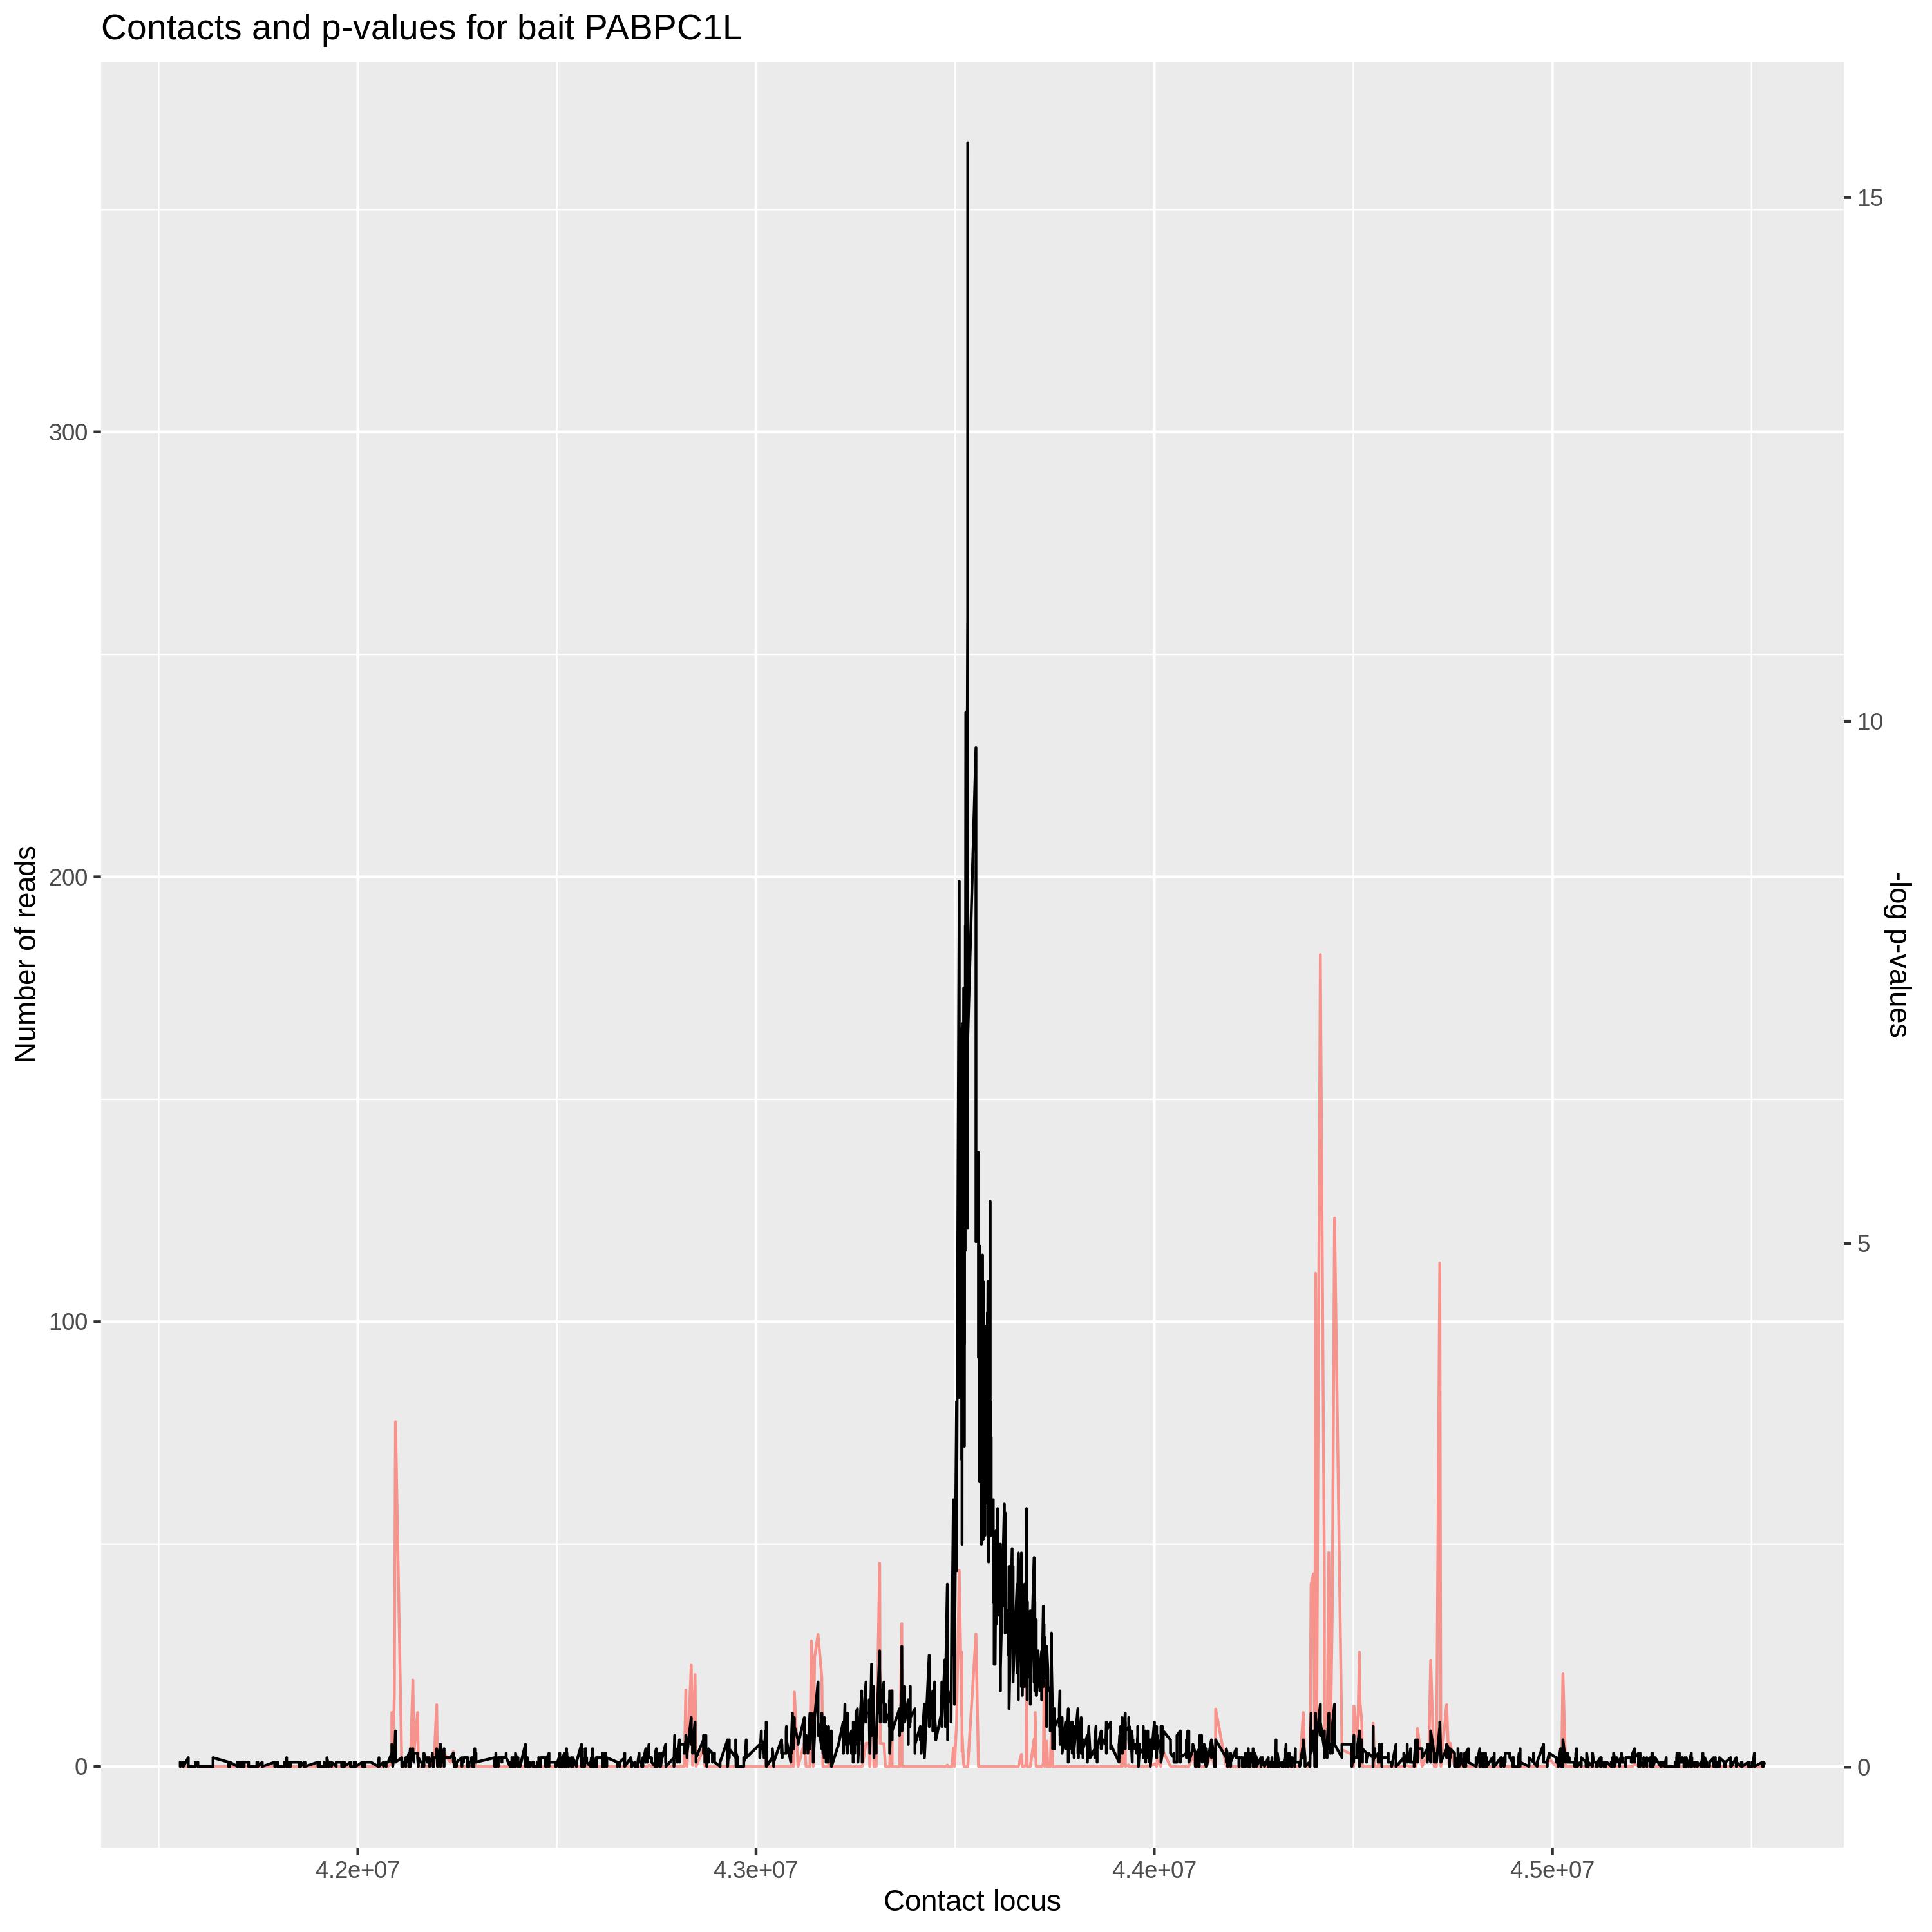 Contacts and p-values for bait PABPC1L
300
200
100
0
Number of reads
15
10
5
0
-log p-values
4.2e+07
4.3e+07
4.4e+07
4.5e+07
Contact locus